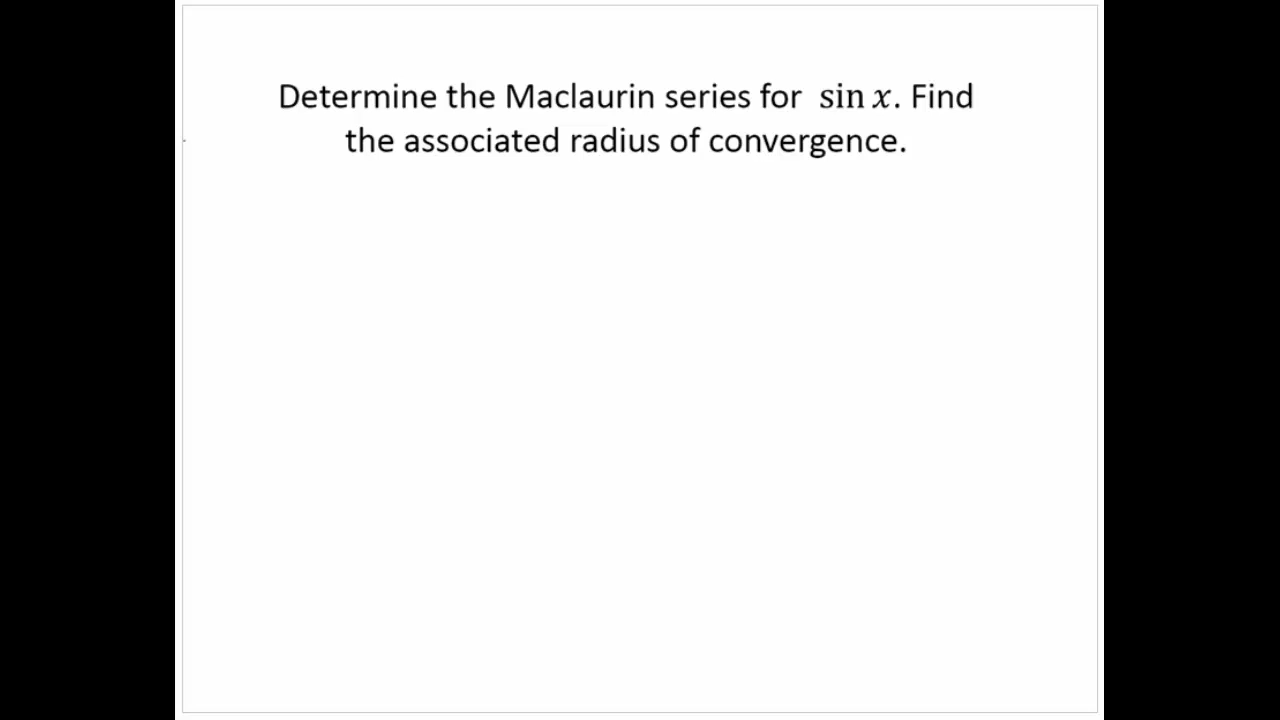 Determine the Maclaurin series for sin x. Find
the associated radius of convergence.